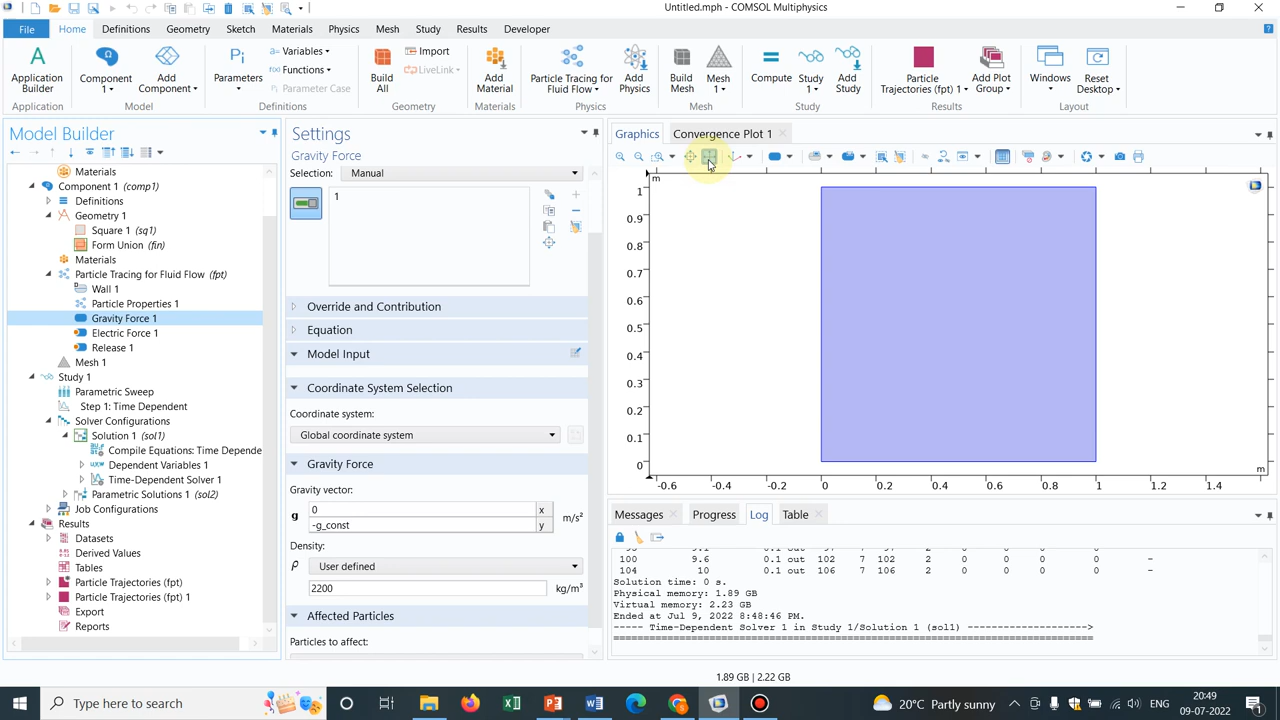 Untitled.mph - COMSOL Multiphysics
File Home Definitions Geometry Sketch Materials Physics Mesh Study Results Developer
Application Builder
Application
Component 1
Add Component
Model
Parameters
Variables
Functions
Parameter Case
Definitions
Build All
Import
LiveLink
Geometry
Add Material
Materials
Particle Tracing for Fluid Flow
Add Physics
Physics
Build Mesh
Mesh 1
Mesh
Compute
Study 1
Add Study
Study
Particle Trajectories (fpt) 1
Add Plot Group
Results
Windows
Reset Desktop
Layout
Model Builder
Materials
Component 1 (comp1)
Definitions
Geometry 1
Square 1 (sq1)
Form Union (fin)
Materials
Particle Tracing for Fluid Flow (fpt)
Wall 1
Particle Properties 1
Gravity Force 1
Electric Force 1
Release 1
Mesh 1
Study 1
Parametric Sweep
Step 1: Time Dependent
Solver Configurations
Solution 1 (sol1)
Compile Equations: Time Depende
Dependent Variables 1
Time-Dependent Solver 1
Parametric Solutions 1 (sol2)
Job Configurations
Results
Datasets
Derived Values
Tables
Particle Trajectories (fpt)
Particle Trajectories (fpt) 1
Export
Reports
Settings
Gravity Force
Selection: Manual
1
Override and Contribution
Equation
Model Input
Coordinate System Selection
Coordinate system:
Global coordinate system
Gravity Force
Gravity vector:
g 0 x
-g_const y
m/s²
Density:
ρ User defined
2200 kg/m³
Affected Particles
Particles to affect:
Graphics Convergence Plot 1
m
1
0.9
0.8
0.7
0.6
0.5
0.4
0.3
0.2
0.1
0
m
-0.6 -0.4 -0.2 0 0.2 0.4 0.6 0.8 1 1.2 1.4
Messages Progress Log Table
100 9.6 0.1 out 102 7 102 2 0 0 0 -
104 10 0.1 out 106 7 106 2 0 0 0 -
Solution time: 0 s.
Physical memory: 1.89 GB
Virtual memory: 2.23 GB
Ended at Jul 9, 2022 8:48:46 PM.
----- Time-Dependent Solver 1 in Study 1/Solution 1 (sol1) -------------------->
1.89 GB | 2.22 GB
Type here to search
20°C Partly sunny
ENG
20:49
09-07-2022